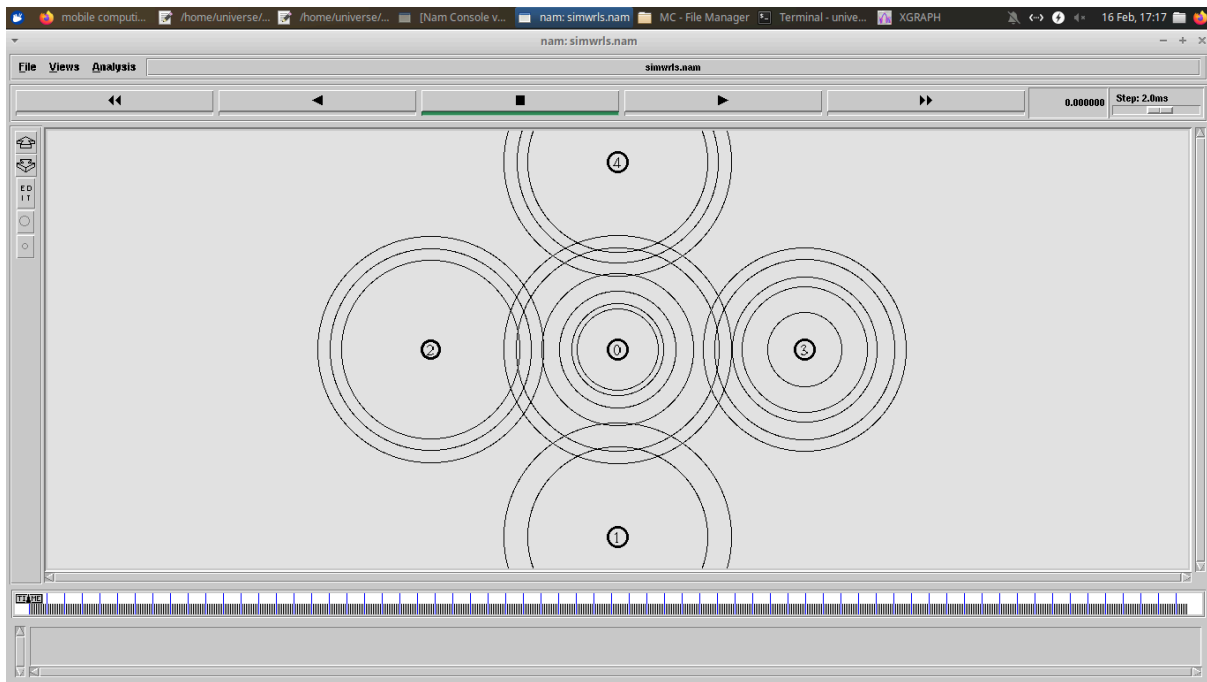 mobile computi... /home/universe/... /home/universe/... [Nam Console v... nam: simwrls.nam MC - File Manager Terminal - unive... XGRAPH 16 Feb, 17:17
nam: simwrls.nam
File Views Analysis simwrls.nam
0.000000 Step: 2.0ms
ED
IT
4
2 0 3
1
TIME